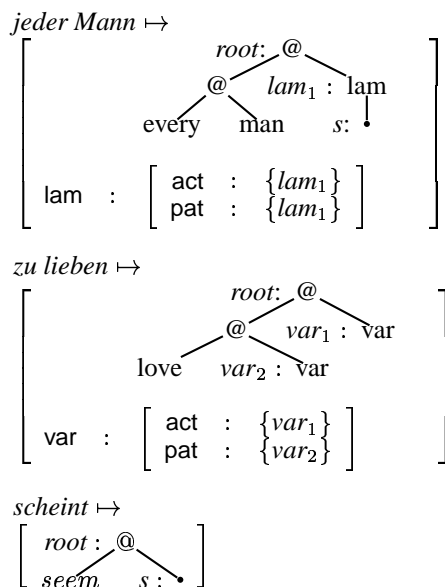 jeder Mann ↦
root: @
@ lam₁ : lam
every man s: •
lam : [ act : {lam₁}
pat : {lam₁} ]
zu lieben ↦
root: @
@ var₁ : var
love var₂ : var
var : [ act : {var₁}
pat : {var₂} ]
scheint ↦
root : @
seem s : •